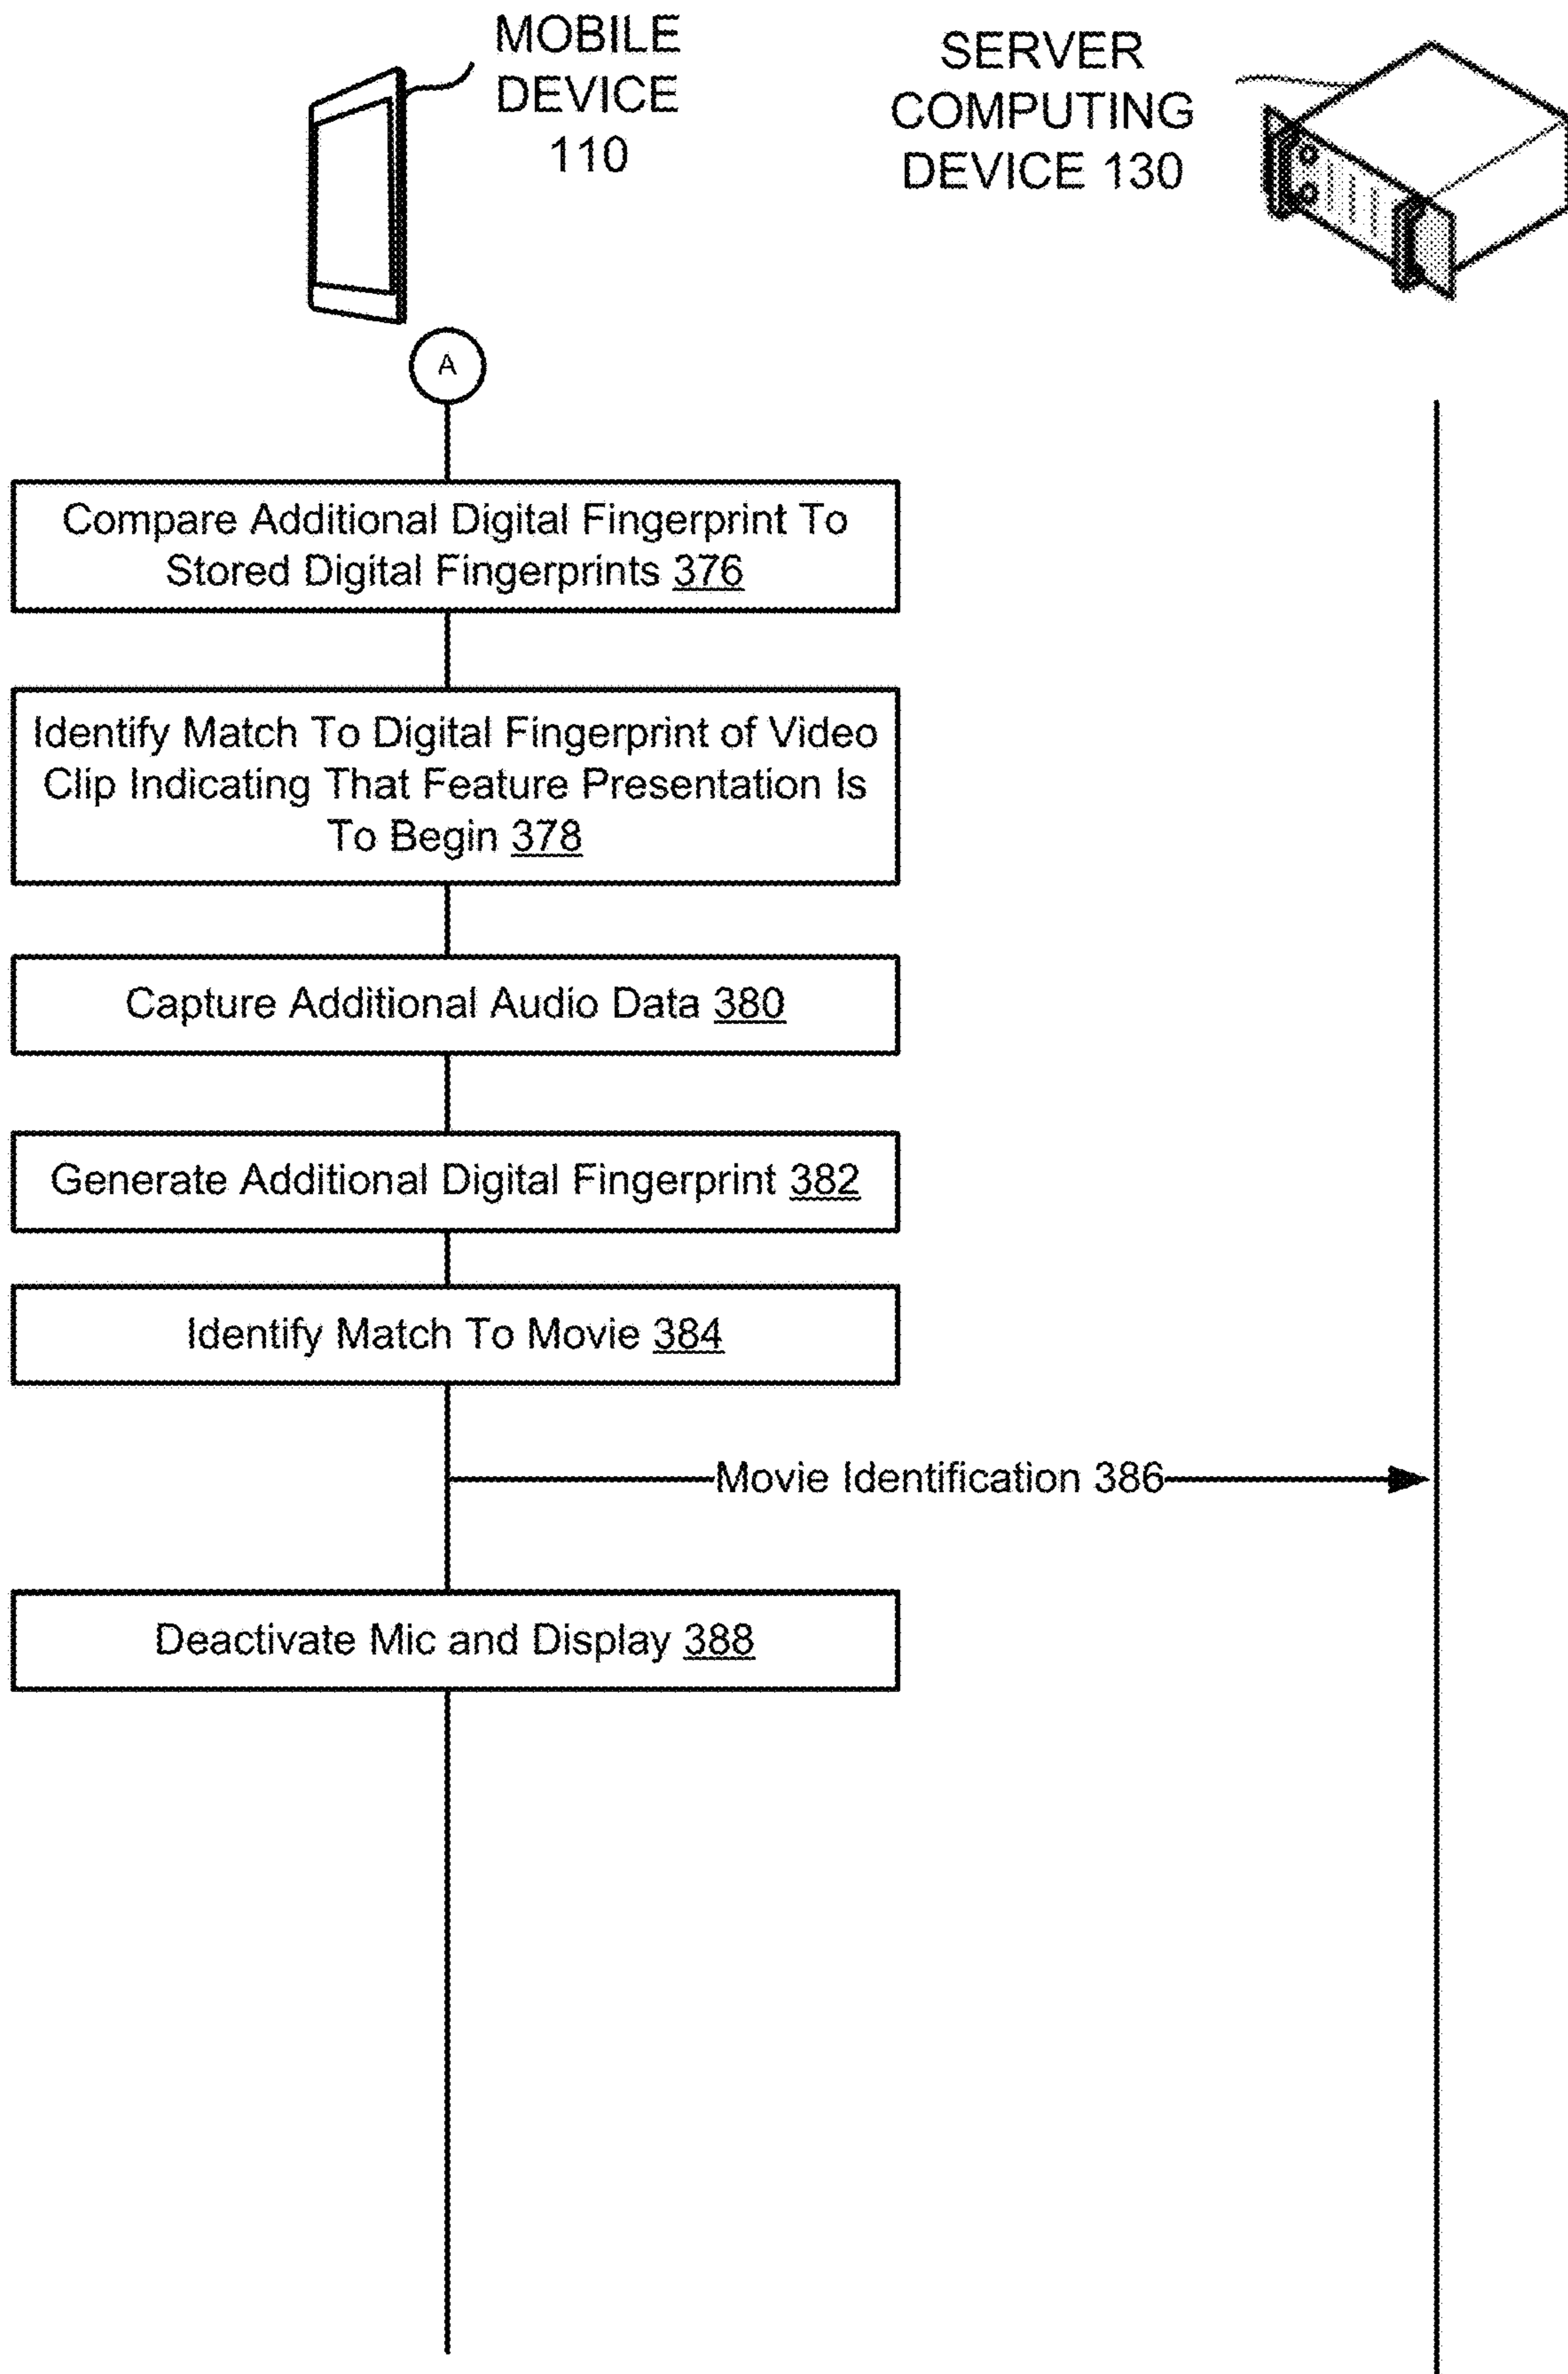 MOBILE
DEVICE
110
SERVER
COMPUTING
DEVICE 130
A
Compare Additional Digital Fingerprint To
Stored Digital Fingerprints 376
Identify Match To Digital Fingerprint of Video
Clip Indicating That Feature Presentation Is
To Begin 378
Capture Additional Audio Data 380
Generate Additional Digital Fingerprint 382
Identify Match To Movie 384
Movie Identification 386
Deactivate Mic and Display 388